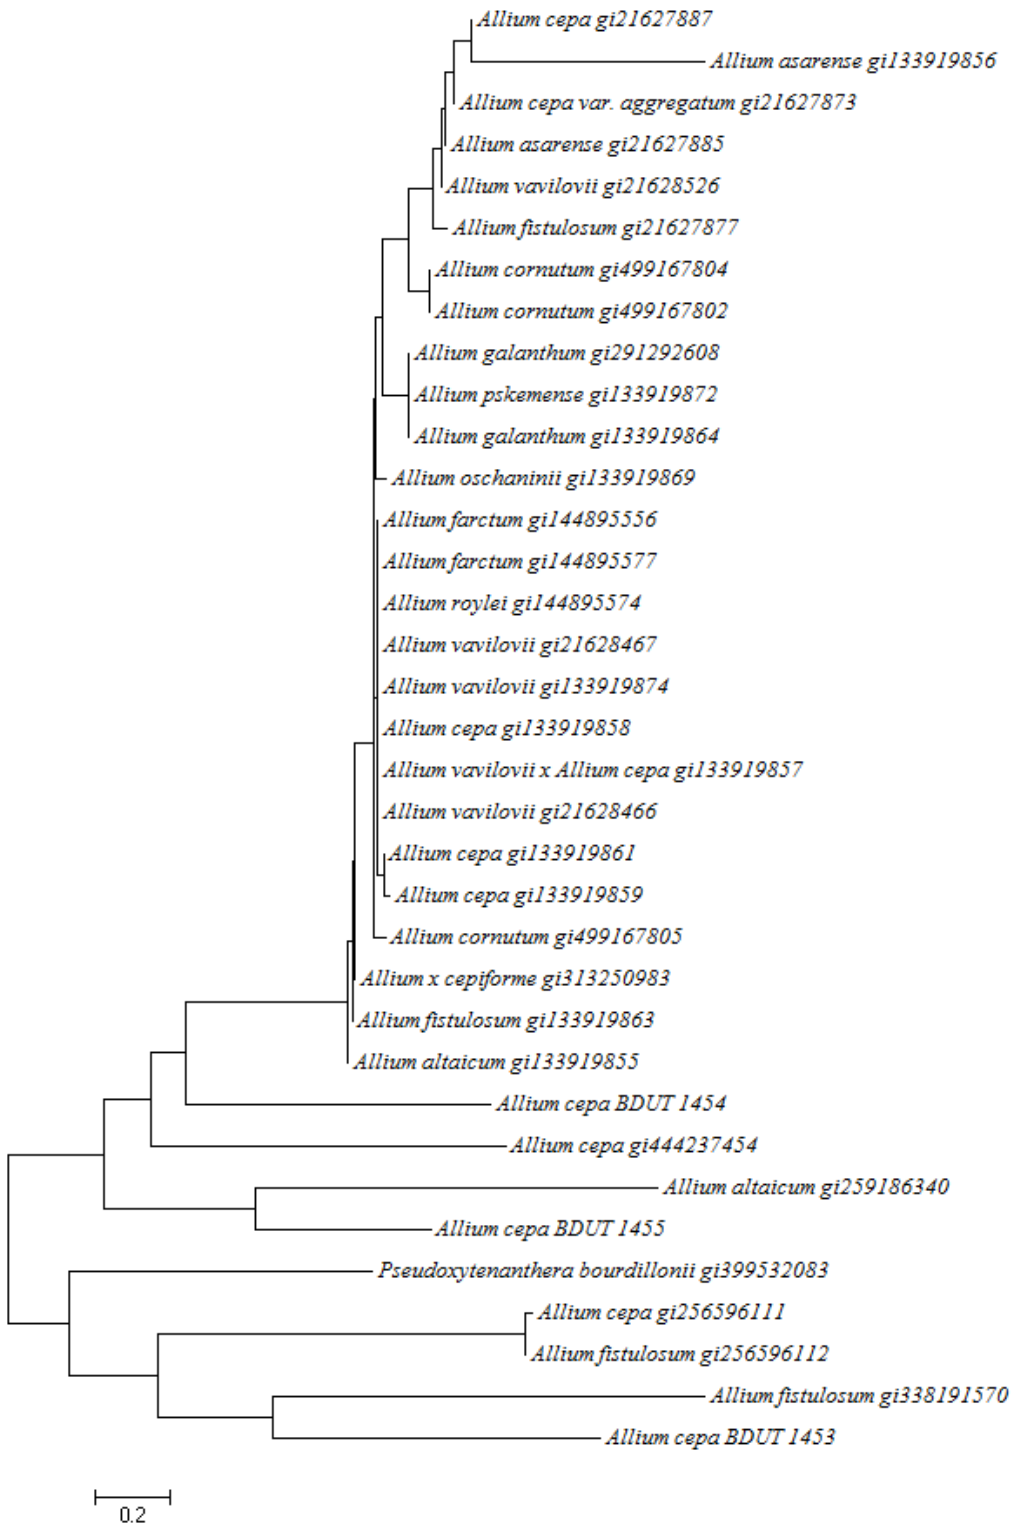 Allium cepa gi21627887
Allium asarense gi133919856
Allium cepa var. aggregatum gi21627873
Allium asarense gi21627885
Allium vavilovii gi21628526
Allium fistulosum gi21627877
Allium cornutum gi499167804
Allium cornutum gi499167802
Allium galanthum gi291292608
Allium pskemense gi133919872
Allium galanthum gi133919864
Allium oschaninii gi133919869
Allium farctum gi144895556
Allium farctum gi144895577
Allium roylei gi144895574
Allium vavilovii gi21628467
Allium vavilovii gi133919874
Allium cepa gi133919858
Allium vavilovii x Allium cepa gi133919857
Allium vavilovii gi21628466
Allium cepa gi133919861
Allium cepa gi133919859
Allium cornutum gi499167805
Allium x cepiforme gi313250983
Allium fistulosum gi133919863
Allium altaicum gi133919855
Allium cepa BDUT 1454
Allium cepa gi444237454
Allium altaicum gi259186340
Allium cepa BDUT 1455
Pseudoxytenanthera bourdillonii gi399532083
Allium cepa gi256596111
Allium fistulosum gi256596112
Allium fistulosum gi338191570
Allium cepa BDUT 1453
0.2